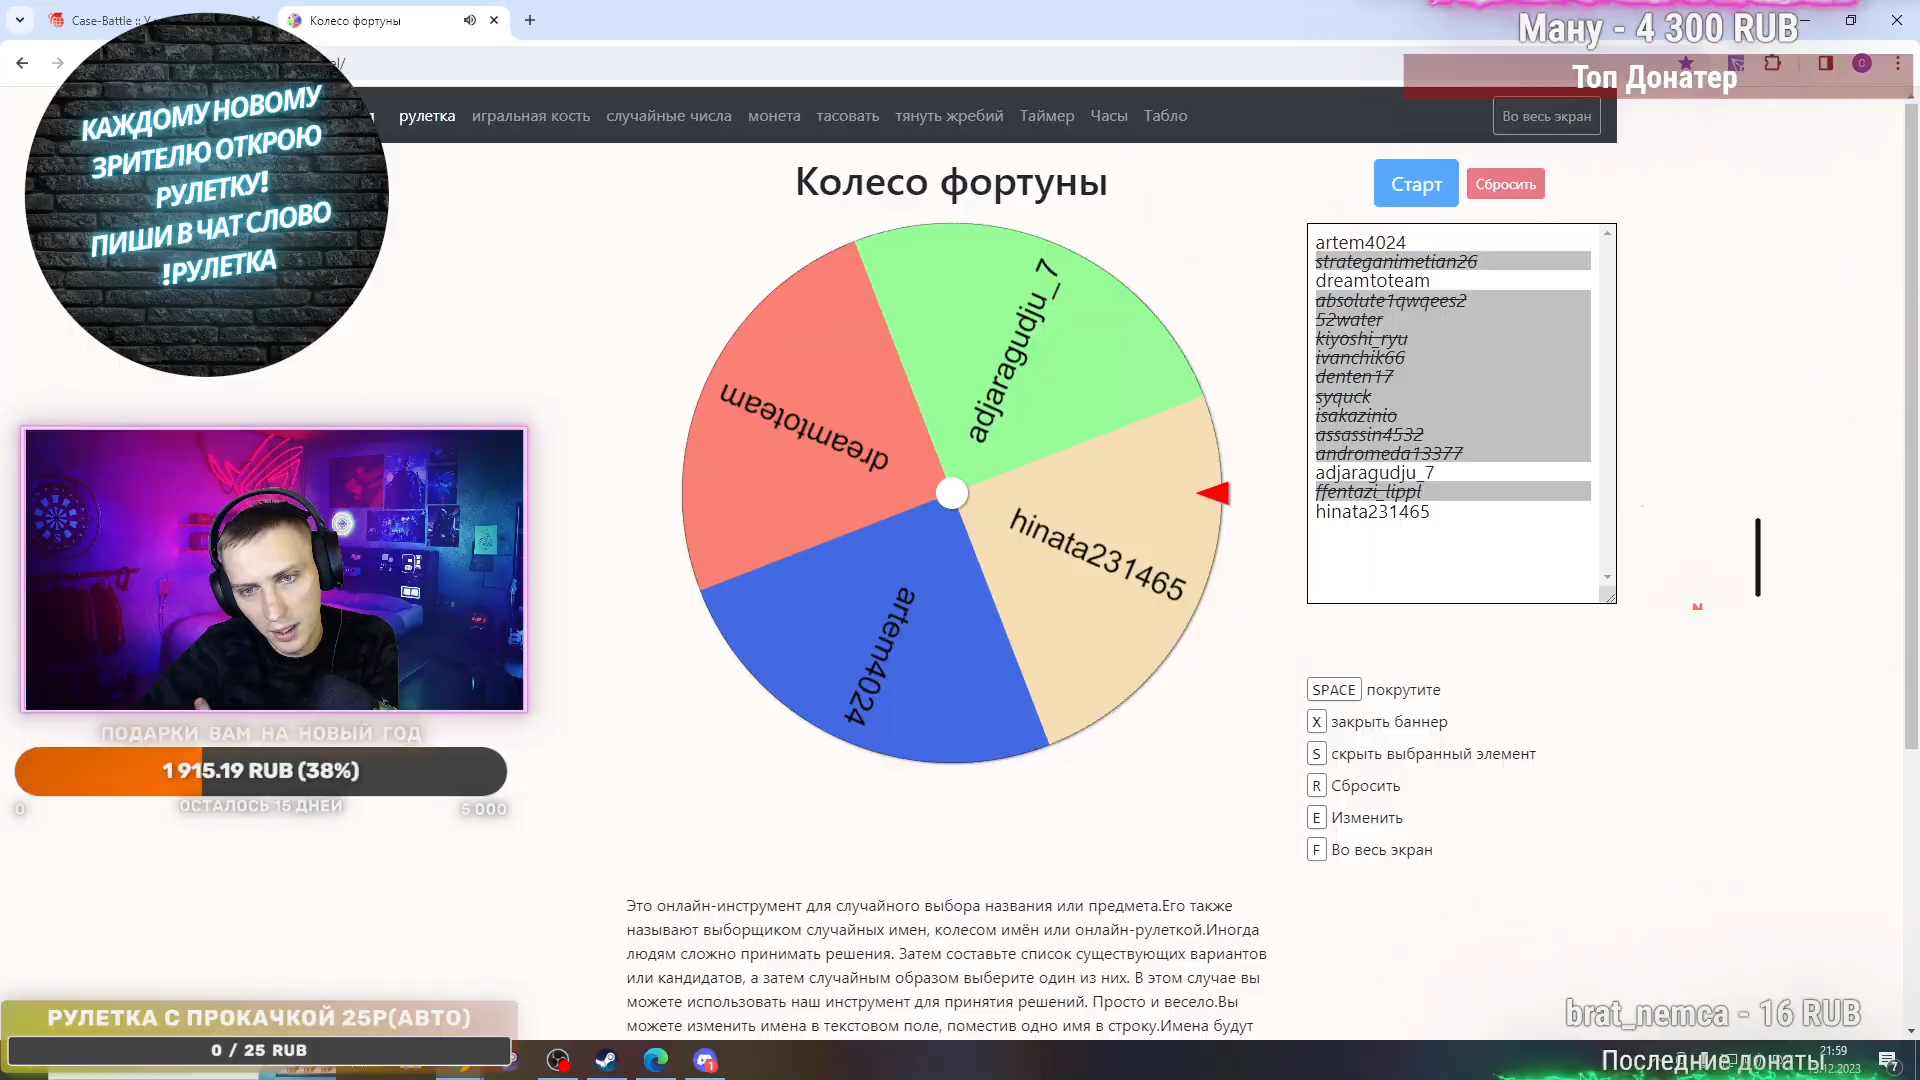 Case-Battle ::
Колесо фортуны
Ману - 4 300 RUB
Топ Донатер
КАЖДОМУ НОВОМУ
ЗРИТЕЛЮ ОТКРОЮ
РУЛЕТКУ!
ПИШИ В ЧАТ СЛОВО
!РУЛЕТКА
рулетка игральная кость случайные числа монета тасовать тянуть жребий Таймер Часы Табло
Во весь экран
Колесо фортуны
Старт
Сбросить
adjaragudju_7
dreamtoteam
hinata231465
artem4024
artem4024
strateganimetian26
dreamtoteam
absolute1qwqees2
52water
kiyoshi_ryu
ivanchik66
denten17
syquck
isakazinio
assassin4532
andromeda13377
adjaragudju_7
ffentazi_lippl
hinata231465
SPACE покрутите
X закрыть баннер
S скрыть выбранный элемент
R Сбросить
E Изменить
F Во весь экран
ПОДАРКИ ВАМ НА НОВЫЙ ГОД
1 915.19 RUB (38%)
0 ОСТАЛОСЬ 15 ДНЕЙ 5 000
Это онлайн-инструмент для случайного выбора названия или предмета.Его также
называют выборщиком случайных имен, колесом имён или онлайн-рулеткой.Иногда
людям сложно принимать решения. Затем составьте список существующих вариантов
или кандидатов, а затем случайным образом выберите один из них. В этом случае вы
можете использовать наш инструмент для принятия решений. Просто и весело.Вы
можете изменить имена в текстовом поле, поместив одно имя в строку.Имена будут
РУЛЕТКА С ПРОКАЧКОЙ 25Р(АВТО)
0 / 25 RUB
brat_nemca - 16 RUB
Последние донаты
21:59
13.12.2023
7